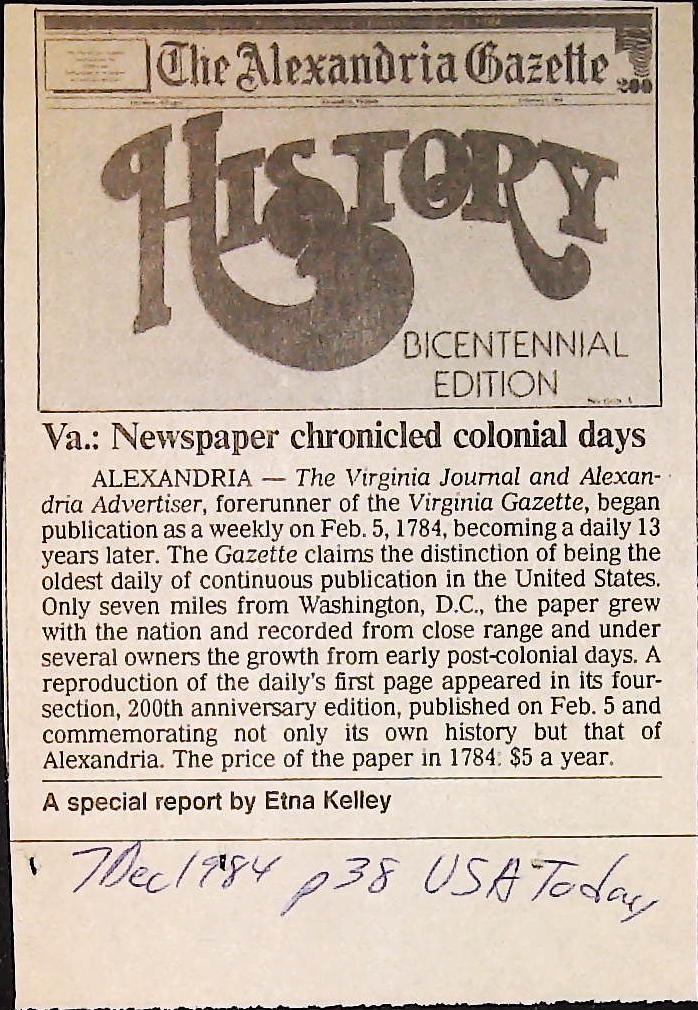 The Alexandria Gazette
200
HISTORY
BICENTENNIAL
EDITION
Va.: Newspaper chronicled colonial days
ALEXANDRIA — The Virginia Journal and Alexan-
dria Advertiser, forerunner of the Virginia Gazette, began
publication as a weekly on Feb. 5, 1784, becoming a daily 13
years later. The Gazette claims the distinction of being the
oldest daily of continuous publication in the United States.
Only seven miles from Washington, D.C., the paper grew
with the nation and recorded from close range and under
several owners the growth from early post-colonial days. A
reproduction of the daily's first page appeared in its four-
section, 200th anniversary edition, published on Feb. 5 and
commemorating not only its own history but that of
Alexandria. The price of the paper in 1784: $5 a year.
A special report by Etna Kelley
7 Dec 1984 p38 USA Today